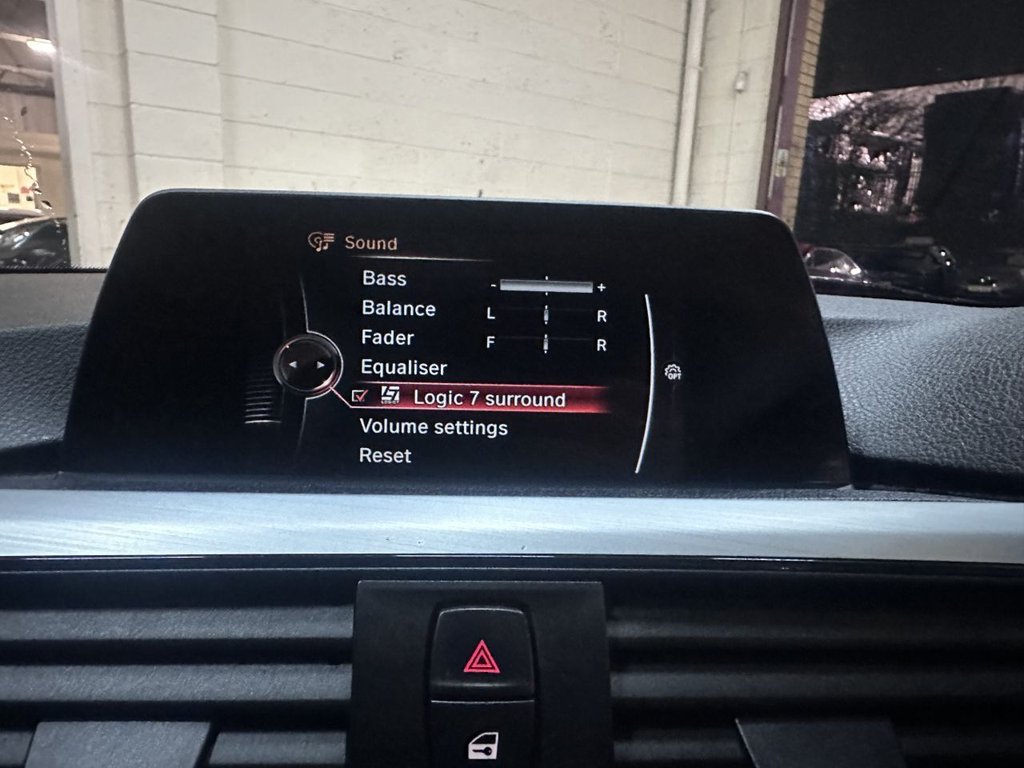 Sound
Bass - +
Balance L R
Fader F R
Equaliser
Logic 7 surround
Volume settings
Reset
OPT